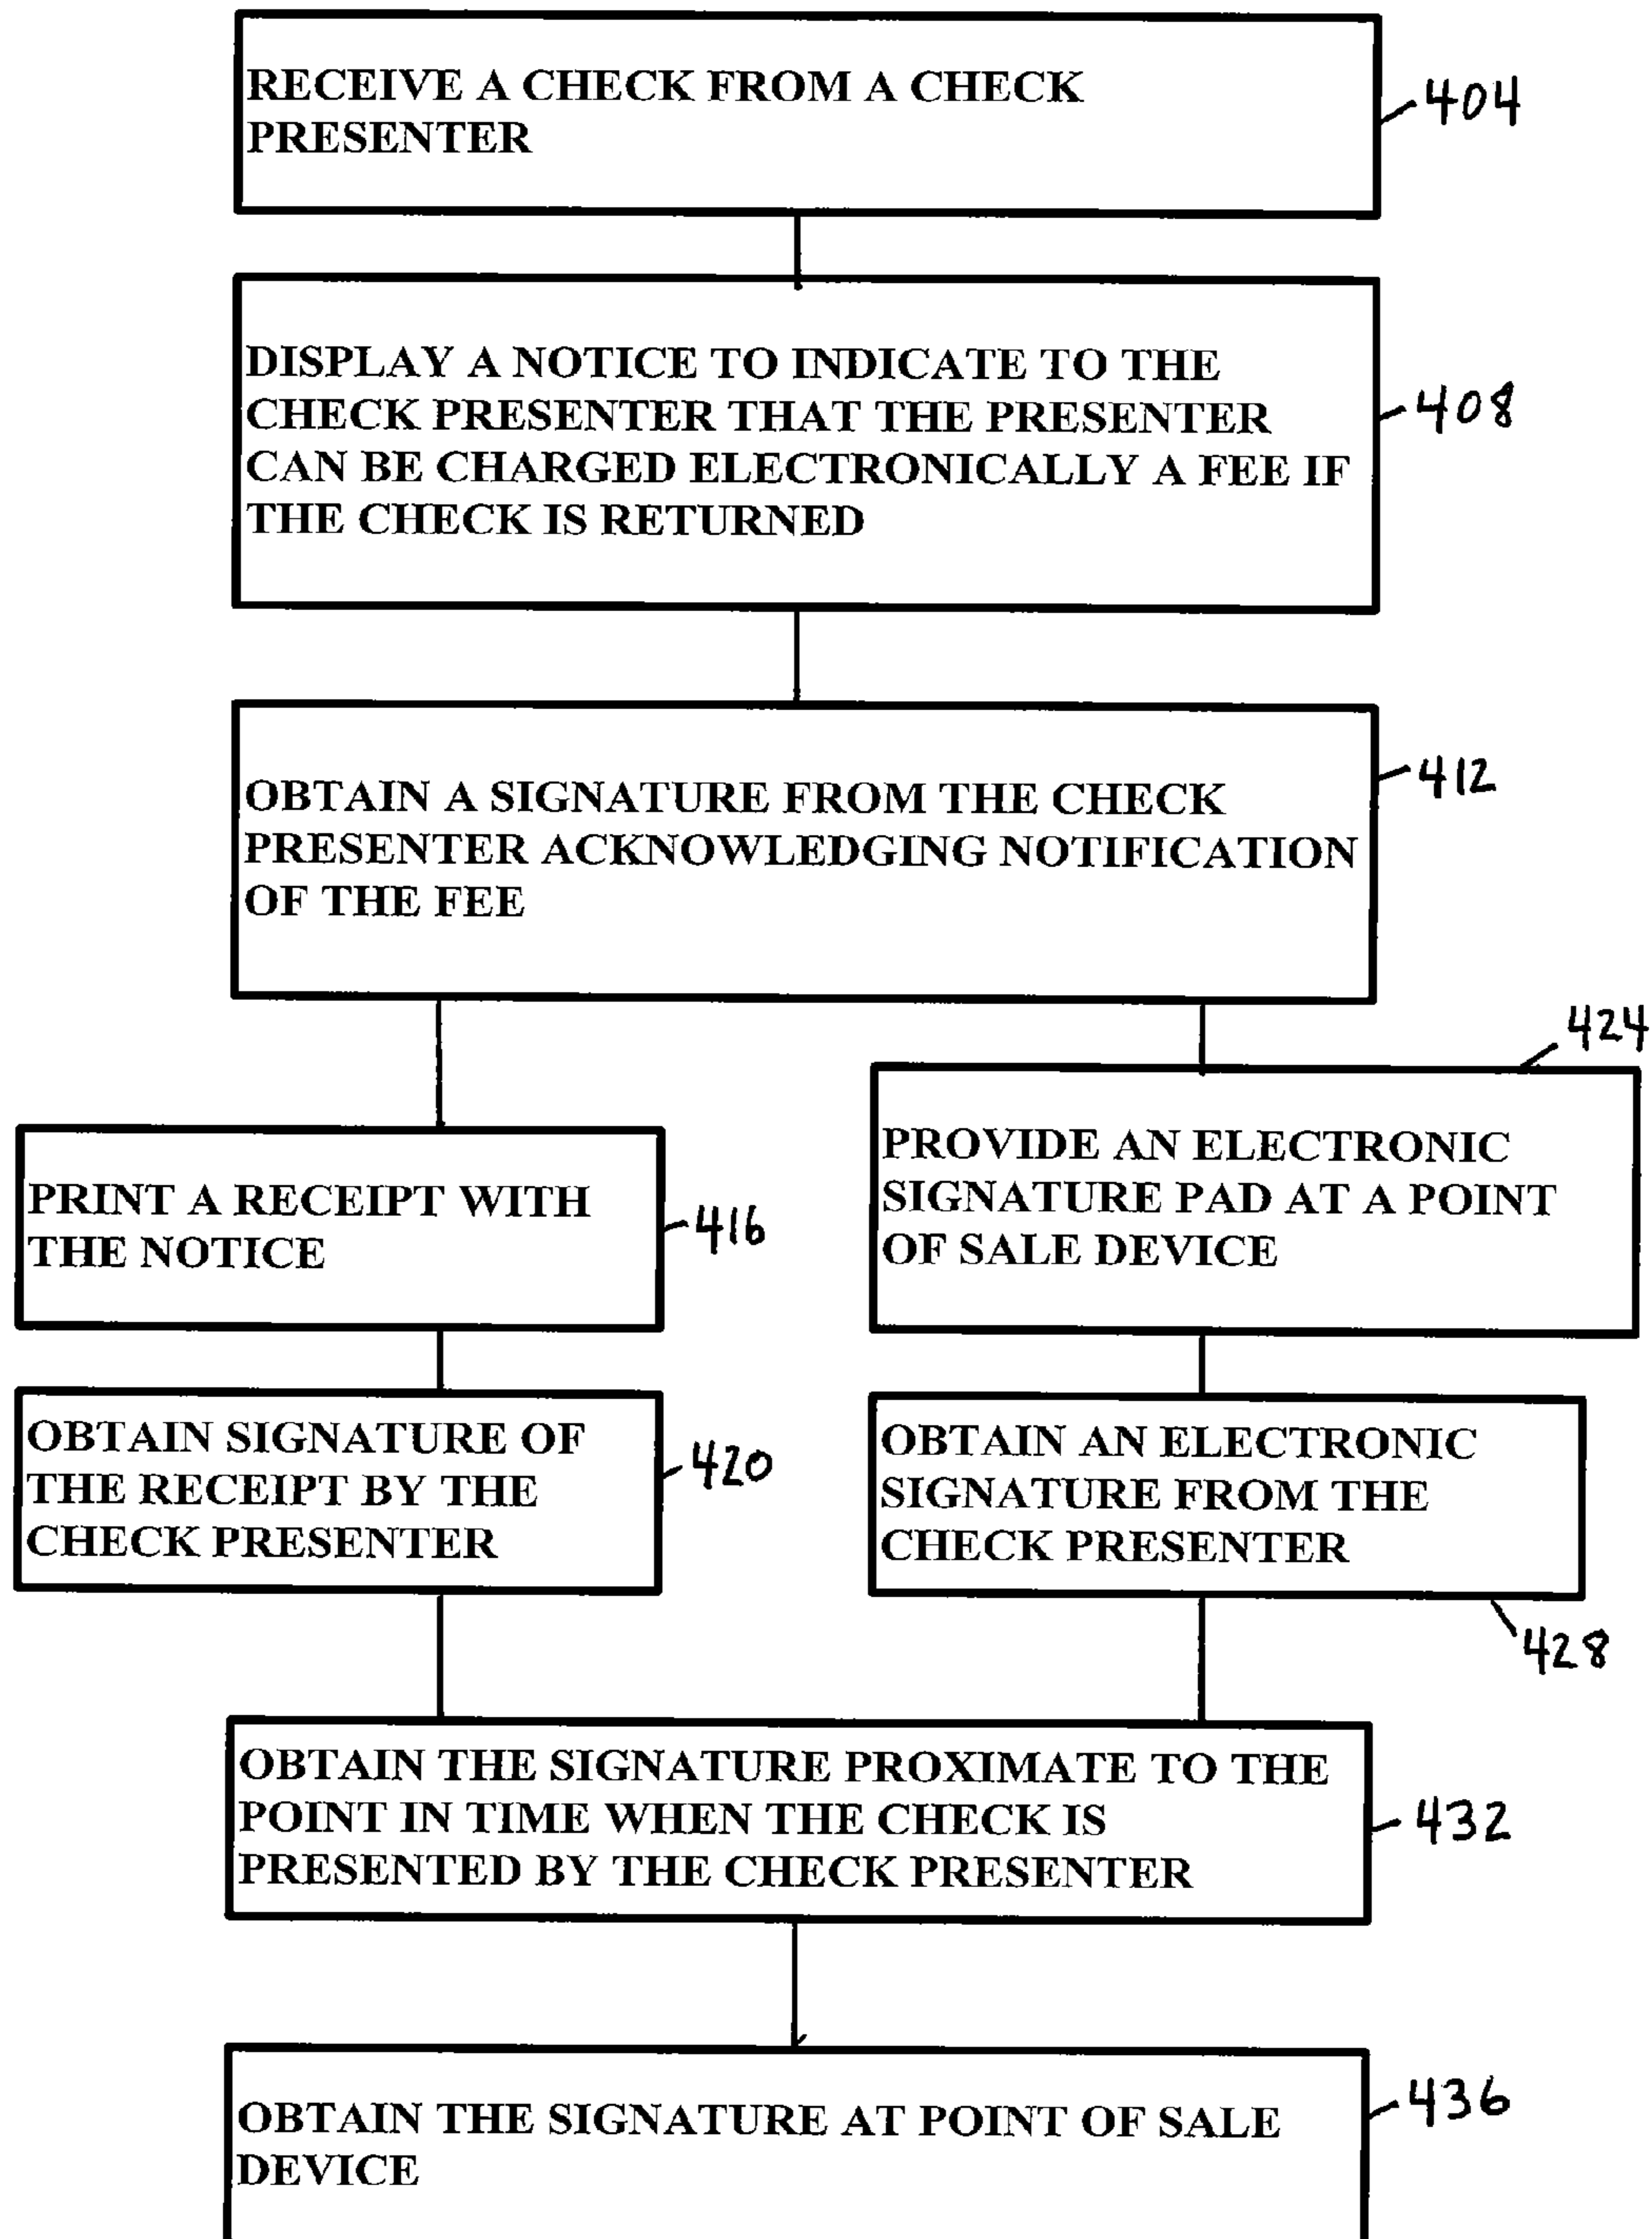 RECEIVE A CHECK FROM A CHECK
PRESENTER
404
DISPLAY A NOTICE TO INDICATE TO THE
CHECK PRESENTER THAT THE PRESENTER
CAN BE CHARGED ELECTRONICALLY A FEE IF
THE CHECK IS RETURNED
408
OBTAIN A SIGNATURE FROM THE CHECK
PRESENTER ACKNOWLEDGING NOTIFICATION
OF THE FEE
412
PRINT A RECEIPT WITH
THE NOTICE
416
OBTAIN SIGNATURE OF
THE RECEIPT BY THE
CHECK PRESENTER
420
424
PROVIDE AN ELECTRONIC
SIGNATURE PAD AT A POINT
OF SALE DEVICE
OBTAIN AN ELECTRONIC
SIGNATURE FROM THE
CHECK PRESENTER
428
OBTAIN THE SIGNATURE PROXIMATE TO THE
POINT IN TIME WHEN THE CHECK IS
PRESENTED BY THE CHECK PRESENTER
432
OBTAIN THE SIGNATURE AT POINT OF SALE
DEVICE
436